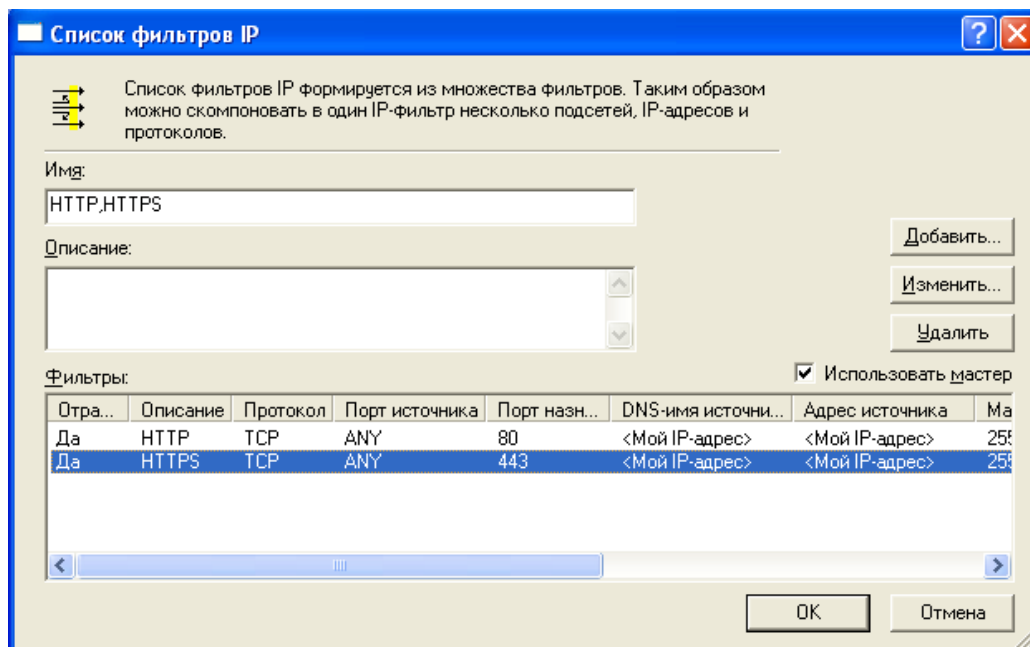 Список фильтров IP
Список фильтров IP формируется из множества фильтров. Таким образом
можно скомпоновать в один IP-фильтр несколько подсетей, IP-адресов и
протоколов.
Имя:
HTTP,HTTPS
Добавить...
Описание:
Изменить...
Удалить
Фильтры:
Использовать мастер
Отра... Описание Протокол Порт источника Порт назн... DNS-имя источни... Адрес источника Ма
Да HTTP TCP ANY 80 <Мой IP-адрес> <Мой IP-адрес> 255
Да HTTPS TCP ANY 443 <Мой IP-адрес> <Мой IP-адрес> 255
OK Отмена